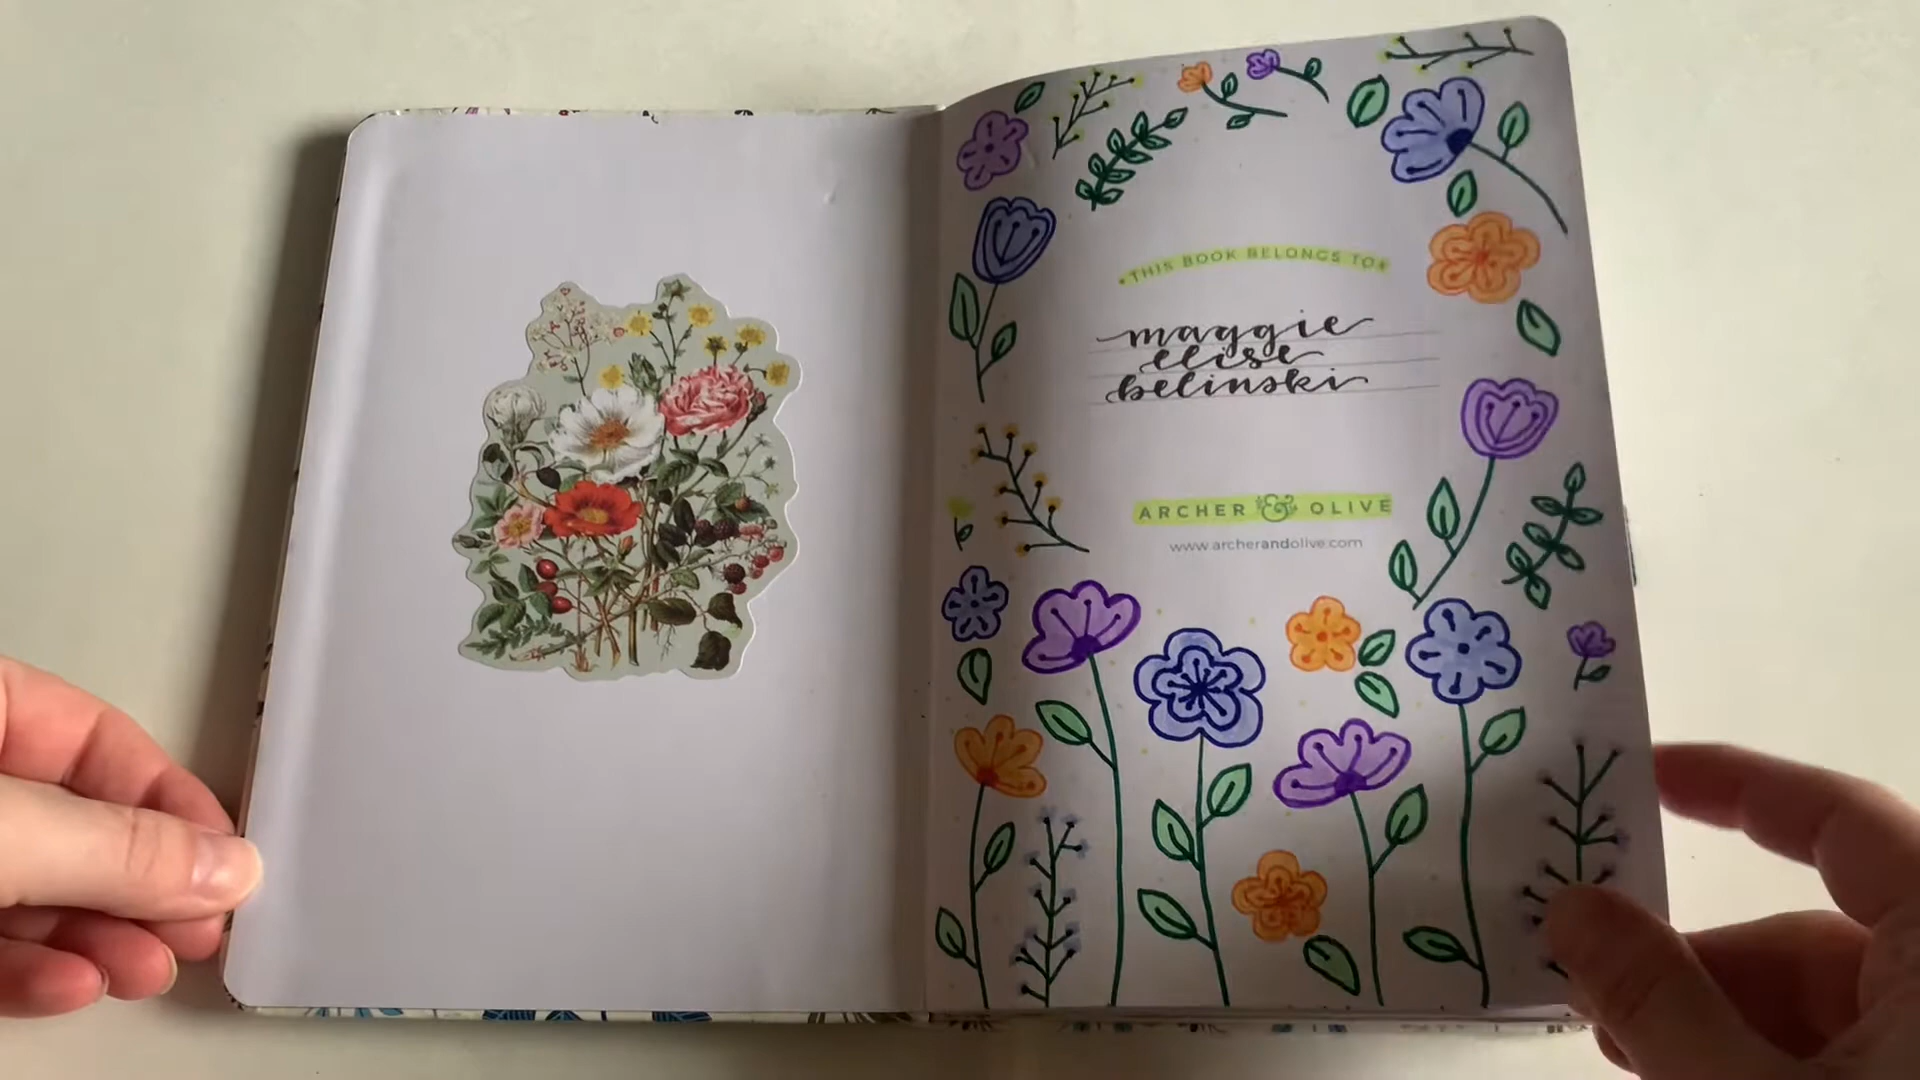 THIS BOOK BELONGS TO
maggie
elise
belinski
ARCHER & OLIVE
www.archerandolive.com